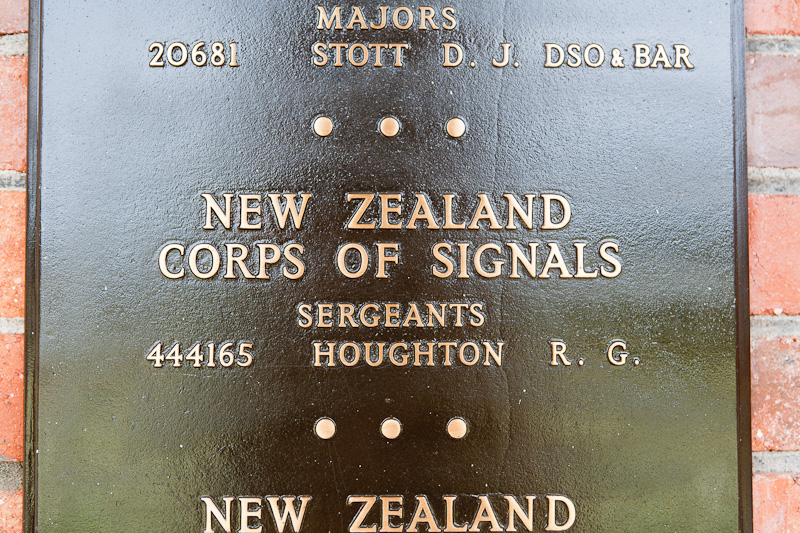 MAJORS
20681 STOTT D. J. DSO & BAR
NEW ZEALAND
CORPS OF SIGNALS
SERGEANTS
444165 HOUGHTON R. G.
NEW ZEALAND